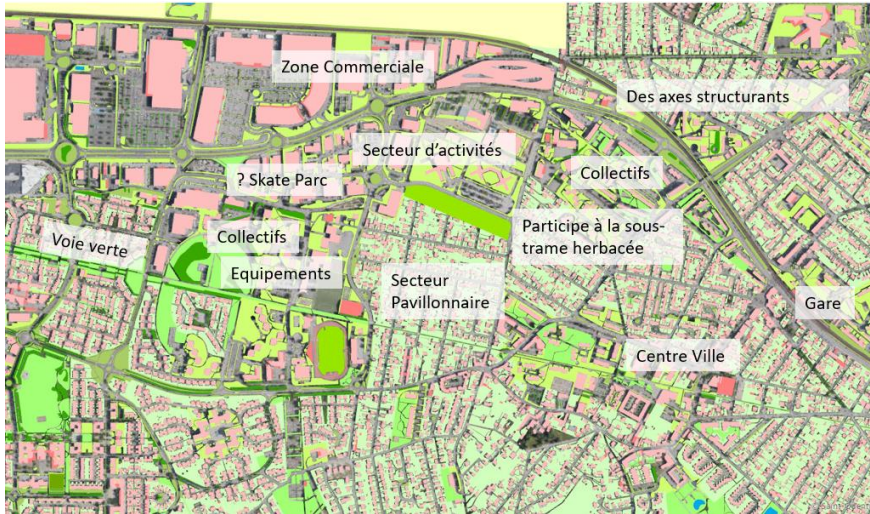 Zone Commerciale
Des axes structurants
Secteur d'activités
? Skate Parc
Collectifs
Collectifs
Participe à la sous-
trame herbacée
Voie verte
Equipements
Secteur
Pavillonnaire
Gare
Centre Ville